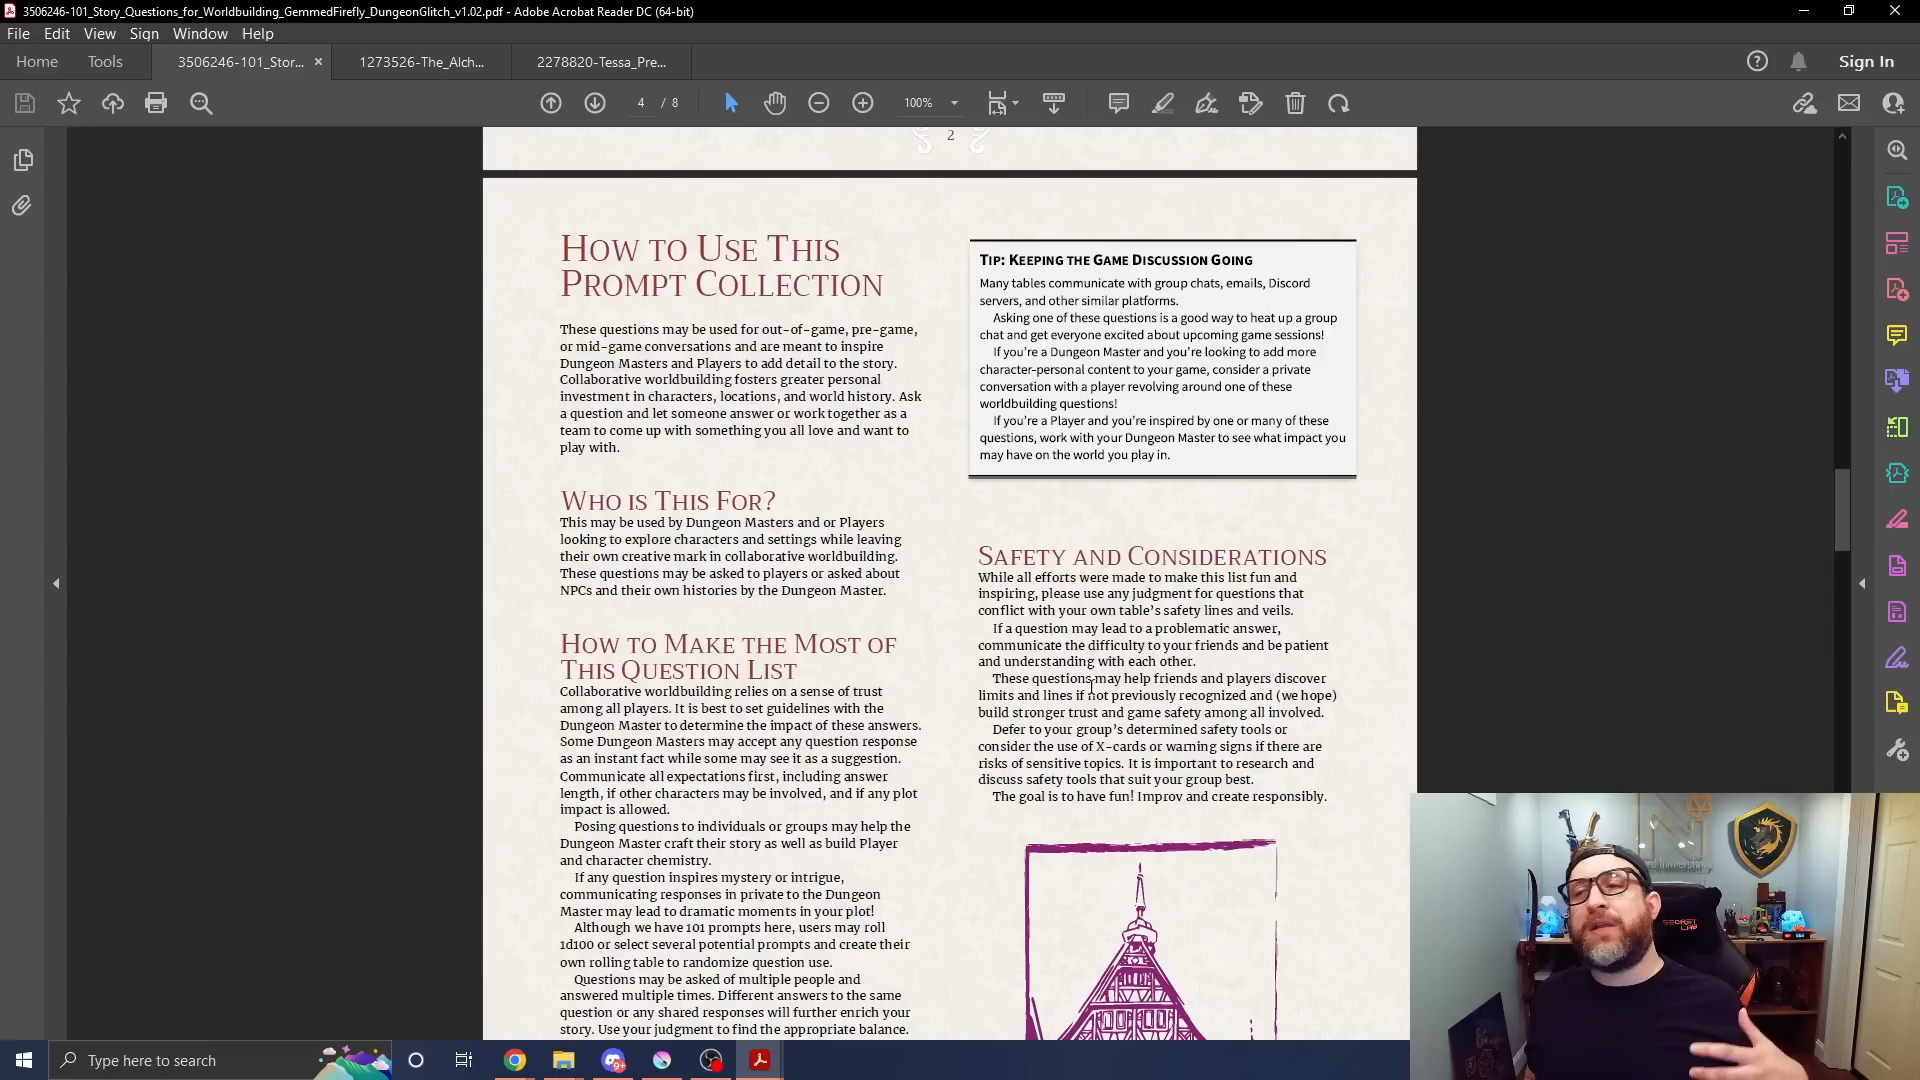 3506246-101_Story_Questions_for_Worldbuilding_GemmedFirefly_DungeonGlitch_v1.02.pdf - Adobe Acrobat Reader DC (64-bit)
File Edit View Sign Window Help
Home Tools 3506246-101_Stor... × 1273526-The_Alch... 2278820-Tessa_Pre... Sign In
4 / 8 100%
2
How to Use This
Prompt Collection
These questions may be used for out-of-game, pre-game,
or mid-game conversations and are meant to inspire
Dungeon Masters and Players to add detail to the story.
Collaborative worldbuilding fosters greater personal
investment in characters, locations, and world history. Ask
a question and let someone answer or work together as a
team to come up with something you all love and want to
play with.
Who is This For?
This may be used by Dungeon Masters and or Players
looking to explore characters and settings while leaving
their own creative mark in collaborative worldbuilding.
These questions may be asked to players or asked about
NPCs and their own histories by the Dungeon Master.
How to Make the Most of
This Question List
Collaborative worldbuilding relies on a sense of trust
among all players. It is best to set guidelines with the
Dungeon Master to determine the impact of these answers.
Some Dungeon Masters may accept any question response
as an instant fact while some may see it as a suggestion.
Communicate all expectations first, including answer
length, if other characters may be involved, and if any plot
impact is allowed.
Posing questions to individuals or groups may help the
Dungeon Master craft their story as well as build Player
and character chemistry.
If any question inspires mystery or intrigue,
communicating responses in private to the Dungeon
Master may lead to dramatic moments in your plot!
Although we have 101 prompts here, users may roll
1d100 or select several potential prompts and create their
own rolling table to randomize question use.
Questions may be asked of multiple people and
answered multiple times. Different answers to the same
question or any shared responses will further enrich your
story. Use your judgment to find the appropriate balance.
Tip: Keeping the Game Discussion Going
Many tables communicate with group chats, emails, Discord
servers, and other similar platforms.
Asking one of these questions is a good way to heat up a group
chat and get everyone excited about upcoming game sessions!
If you're a Dungeon Master and you're looking to add more
character-personal content to your game, consider a private
conversation with a player revolving around one of these
worldbuilding questions!
If you're a Player and you're inspired by one or many of these
questions, work with your Dungeon Master to see what impact you
may have on the world you play in.
Safety and Considerations
While all efforts were made to make this list fun and
inspiring, please use any judgment for questions that
conflict with your own table's safety lines and veils.
If a question may lead to a problematic answer,
communicate the difficulty to your friends and be patient
and understanding with each other.
These questions may help friends and players discover
limits and lines if not previously recognized and (we hope)
build stronger trust and game safety among all involved.
Defer to your group's determined safety tools or
consider the use of X-cards or warning signs if there are
risks of sensitive topics. It is important to research and
discuss safety tools that suit your group best.
The goal is to have fun! Improv and create responsibly.
SECRET
LAB
Type here to search
9+